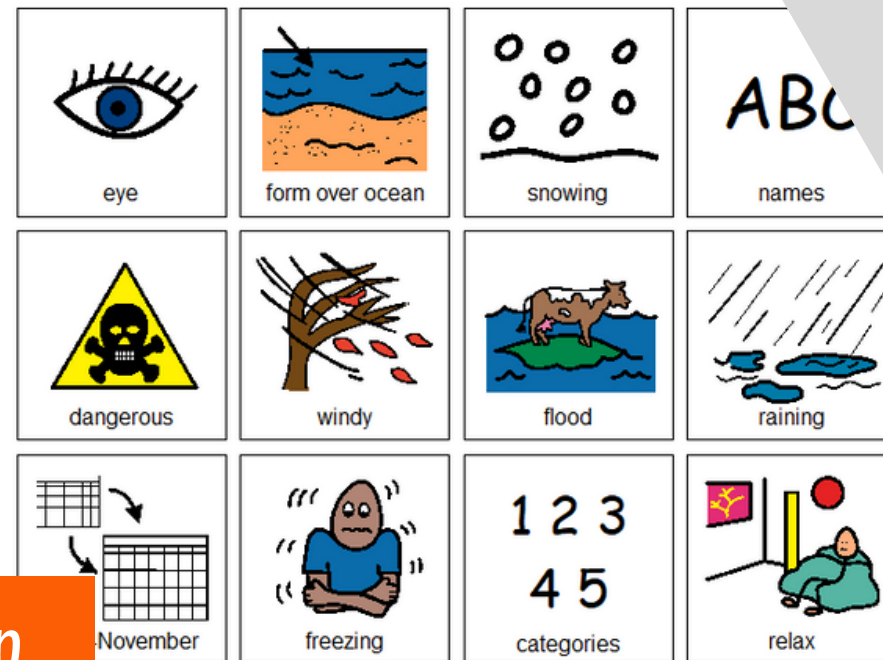 eye
form over ocean
snowing
ABC
names
dangerous
windy
flood
raining
1 2 3
4 5
-November
freezing
categories
relax
n